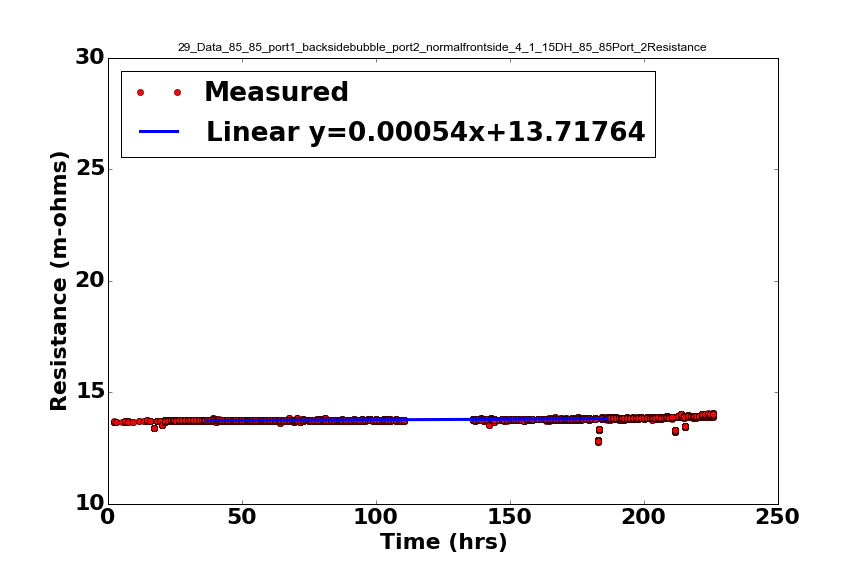 29_Data_85_85_port1_backsidebubble_port2_normalfrontside_4_1_15DH_85_85Port_2Resistance
Measured
Linear y=0.00054x+13.71764
Resistance (m-ohms)
30
25
20
15
10
0 50 100 150 200 250
Time (hrs)